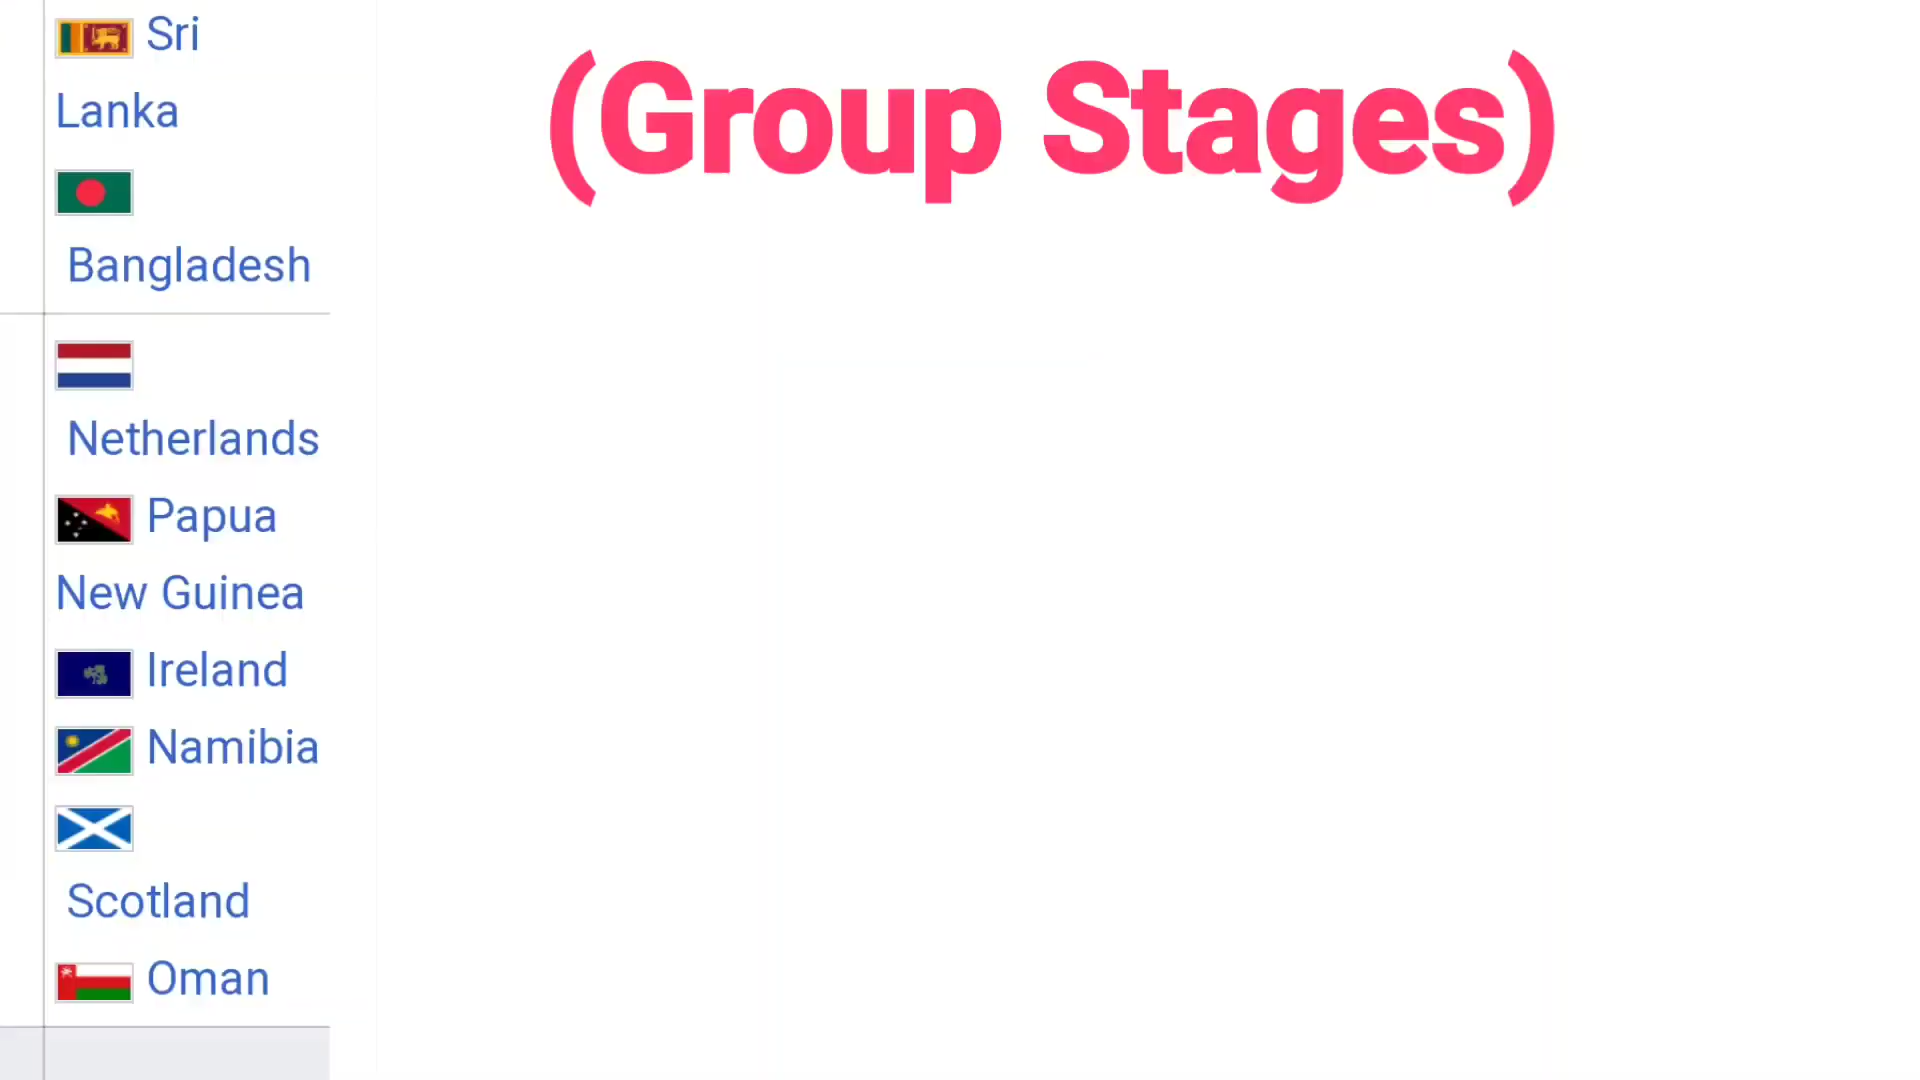 Sri
Lanka
Bangladesh
Netherlands
Papua
New Guinea
Ireland
Namibia
Scotland
Oman
(Group Stages)